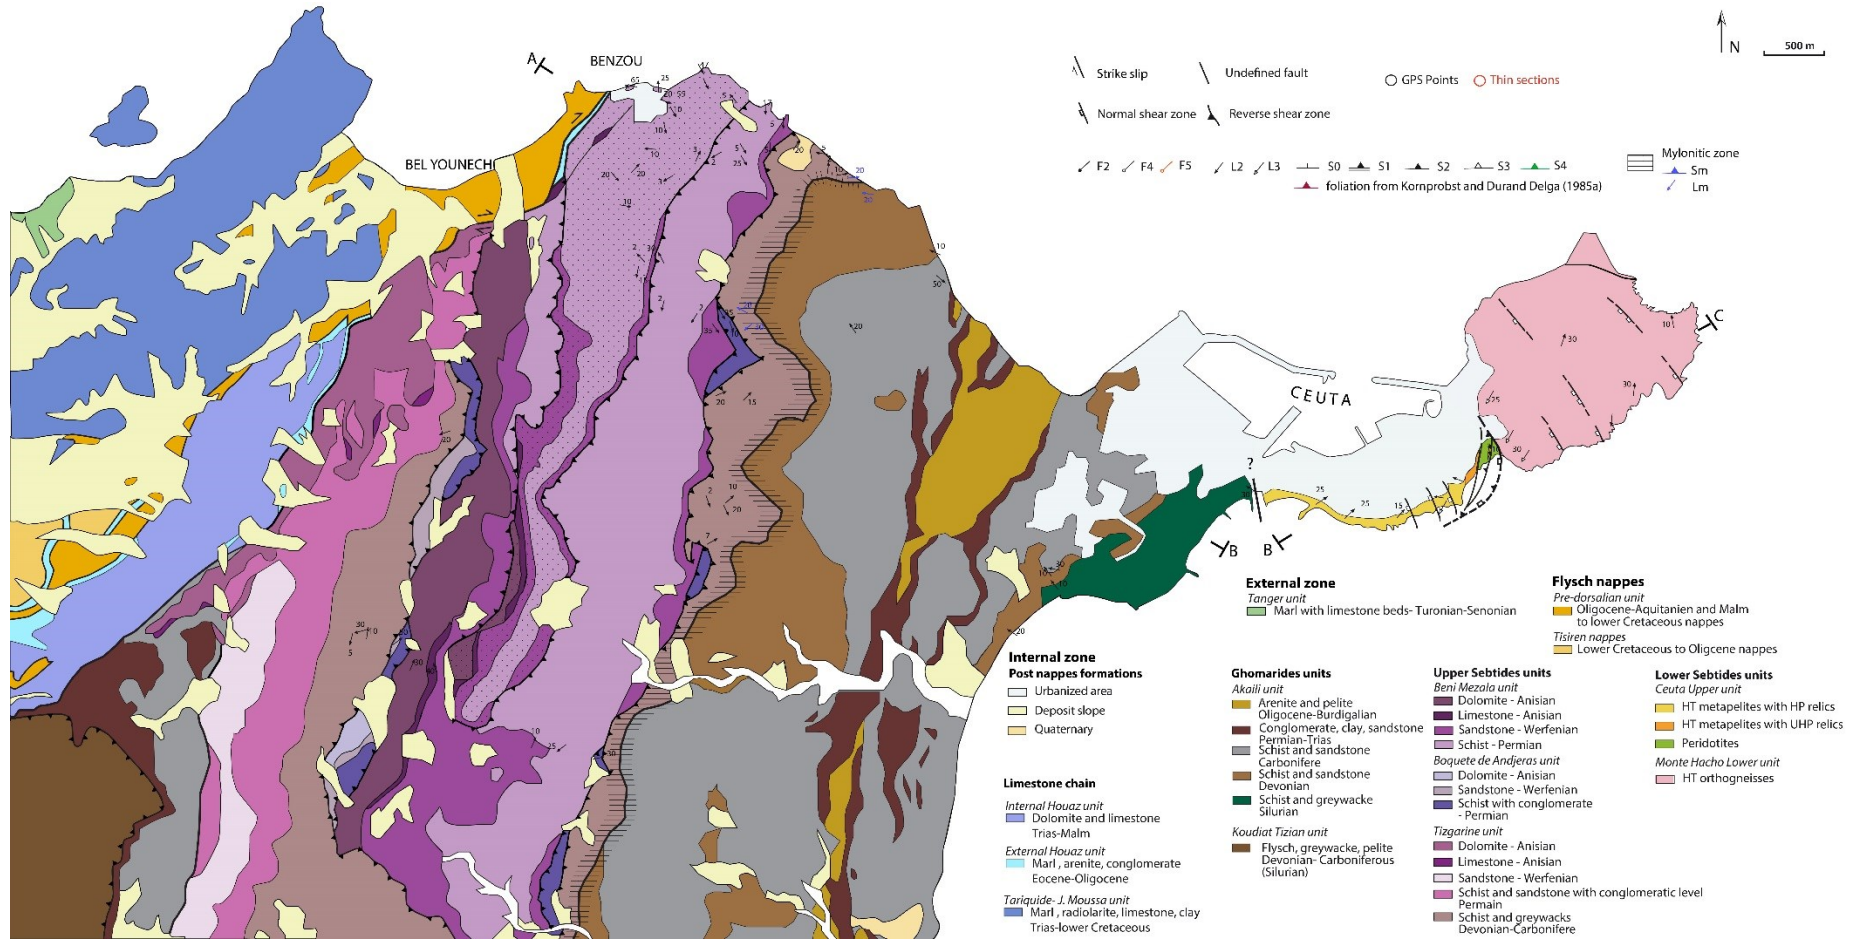 A
BENZOU
BEL YOUNECH
N
500 m
Strike slip
Undefined fault
GPS Points
Thin sections
Normal shear zone
Reverse shear zone
F2
F4
F5
L2
L3
S0
S1
S2
S3
S4
foliation from Kornprobst and Durand Delga (1985a)
Mylonitic zone
Sm
Lm
C
CEUTA
?
B
B
External zone
Tanger unit
Marl with limestone beds- Turonian-Senonian
Flysch nappes
Pre-dorsalian unit
Oligocene-Aquitanien and Malm
to lower Cretaceous nappes
Tisiren nappes
Lower Cretaceous to Oligcene nappes
Internal zone
Post nappes formations
Urbanized area
Deposit slope
Quaternary
Limestone chain
Internal Houaz unit
Dolomite and limestone
Trias-Malm
External Houaz unit
Marl , arenite, conglomerate
Eocene-Oligocene
Tariquide- J. Moussa unit
Marl , radiolarite, limestone, clay
Trias-lower Cretaceous
Ghomarides units
Akaili unit
Arenite and pelite
Oligocene-Burdigalian
Conglomerate, clay, sandstone
Permian-Trias
Schist and sandstone
Carbonifere
Schist and sandstone
Devonian
Schist and greywacke
Silurian
Koudiat Tizian unit
Flysch, greywacke, pelite
Devonian- Carboniferous
(Silurian)
Upper Sebtides units
Beni Mezala unit
Dolomite - Anisian
Limestone - Anisian
Sandstone - Werfenian
Schist - Permian
Boquete de Andjeras unit
Dolomite - Anisian
Sandstone - Werfenian
Schist with conglomerate
- Permian
Tizgarine unit
Dolomite - Anisian
Limestone - Anisian
Sandstone - Werfenian
Schist and sandstone with conglomeratic level
Permain
Schist and greywacks
Devonian-Carbonifere
Lower Sebtides units
Ceuta Upper unit
HT metapelites with HP relics
HT metapelites with UHP relics
Peridotites
Monte Hacho Lower unit
HT orthogneisses